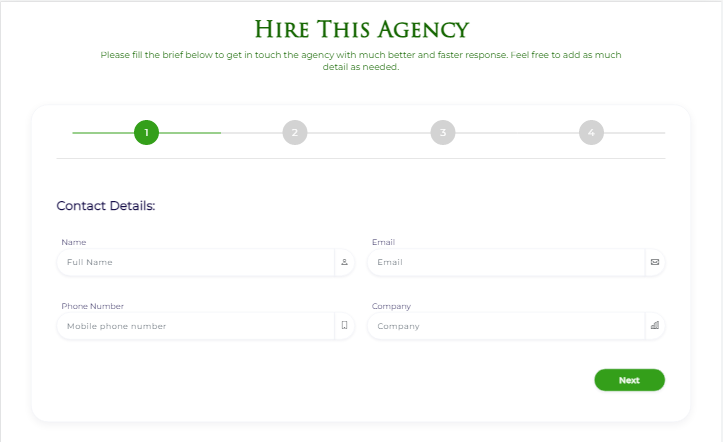 Hire This Agency
Please fill the brief below to get in touch the agency with much better and faster response. Feel free to add as much
detail as needed.
1 2 3 4
Contact Details:
Name Email
Full Name Email
Phone Number Company
Mobile phone number Company
Next